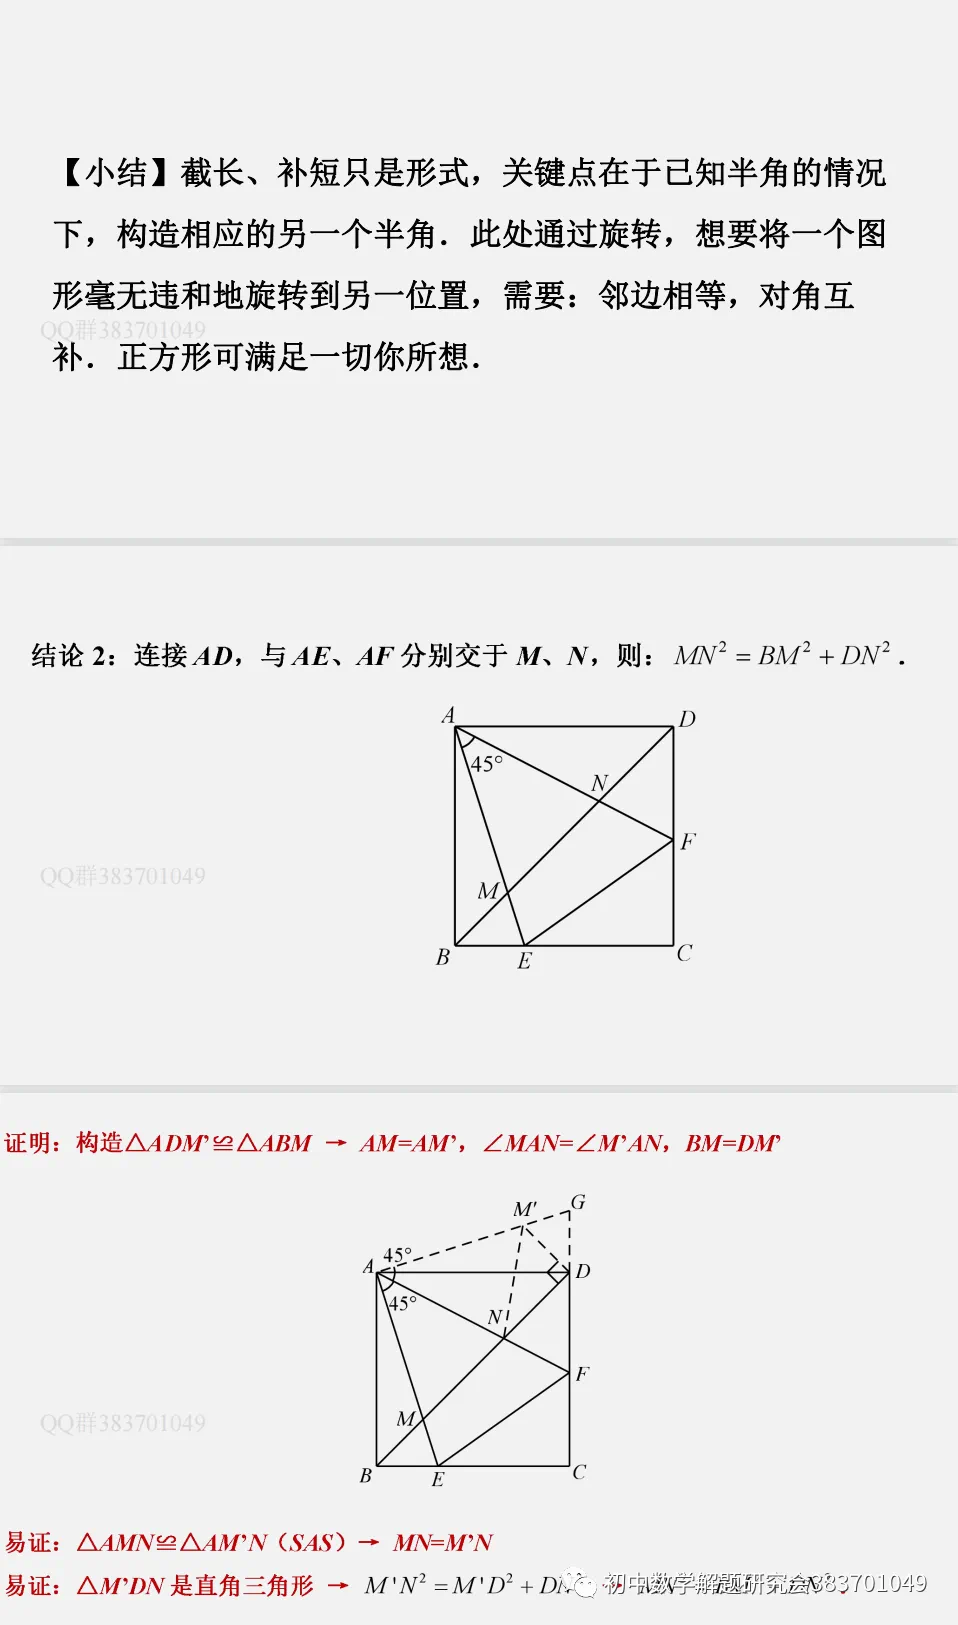 【小结】截长、补短只是形式，关键点在于已知半角的情况
下，构造相应的另一个半角．此处通过旋转，想要将一个图
形毫无违和地旋转到另一位置，需要：邻边相等，对角互
QQ群383701049
补．正方形可满足一切你所想．
结论 2：连接 AD，与 AE、AF 分别交于 M、N，则：MN²=BM²+DN²．
A
D
45°
N
QQ群383701049
F
M
B
E
C
证明：构造△ADM’≌△ABM → AM=AM’，∠MAN=∠M’AN，BM=DM’
M'
G
45°
A
D
45°
N
F
QQ群383701049
M
B
E
C
易证：△AMN≌△AM’N（SAS）→ MN=M’N
易证：△M’DN 是直角三角形 → M'N²=M'D²+DN
初中数学解题研究会383701049